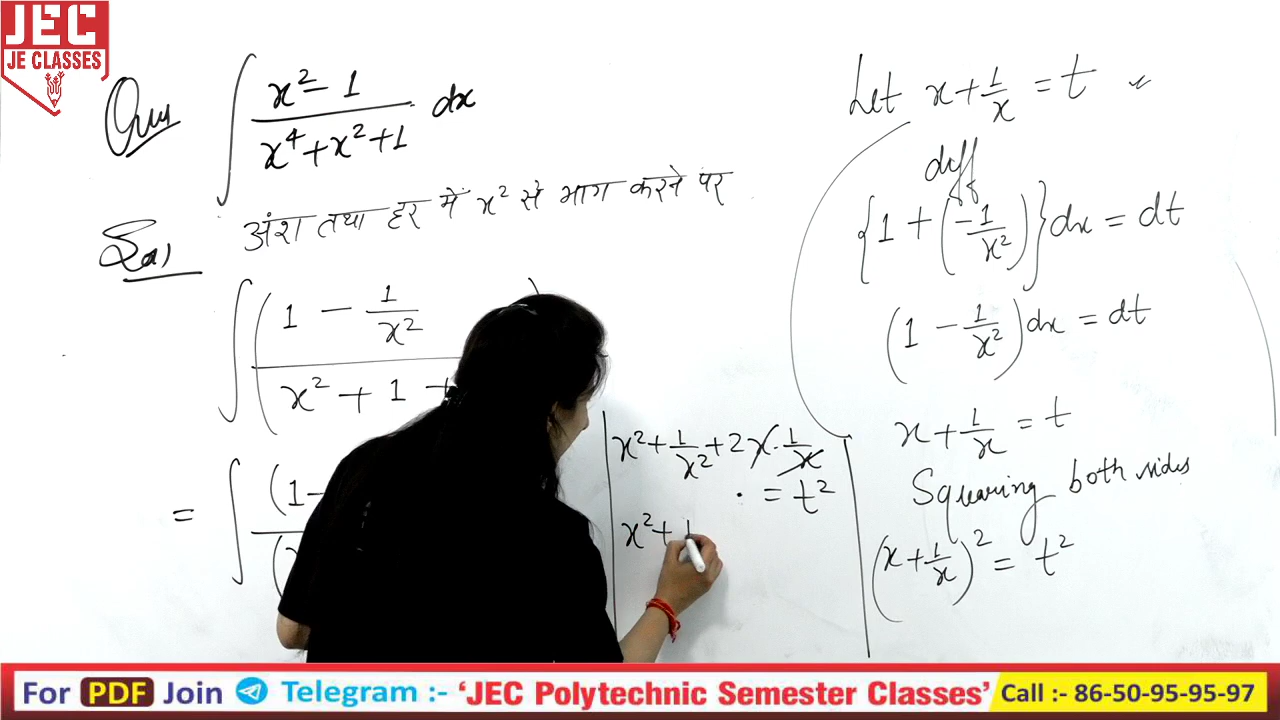 JEC
JE CLASSES
Ques ∫ x² - 1 / x⁴ + x² + 1 dx
Sol अंश तथा हर में x² से भाग करने पर
∫ ( 1 - 1/x² ) / ( x² + 1 +
= ∫ (1- / (x
x² + 1/x² + 2 x · 1/x
· = t²
x² + 1
Let x + 1/x = t
diff
{1 + (-1/x²)} dx = dt
(1 - 1/x²) dx = dt
x + 1/x = t
Squaring both sides
(x + 1/x)² = t²
For PDF Join Telegram :- ‘JEC Polytechnic Semester Classes’ Call :- 86-50-95-95-97